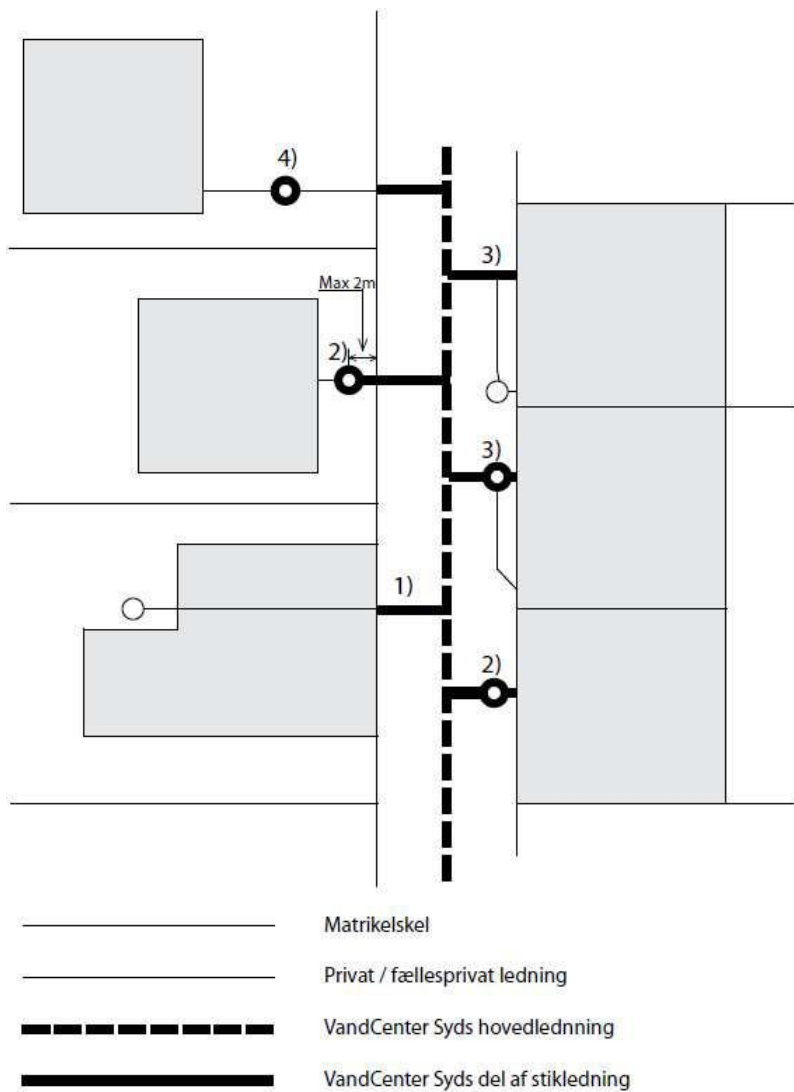 4)
3)
Max 2m
2)
3)
1)
2)
Matrikelskel
Privat / fællesprivat ledning
VandCenter Syds hovedlednning
VandCenter Syds del af stikledning